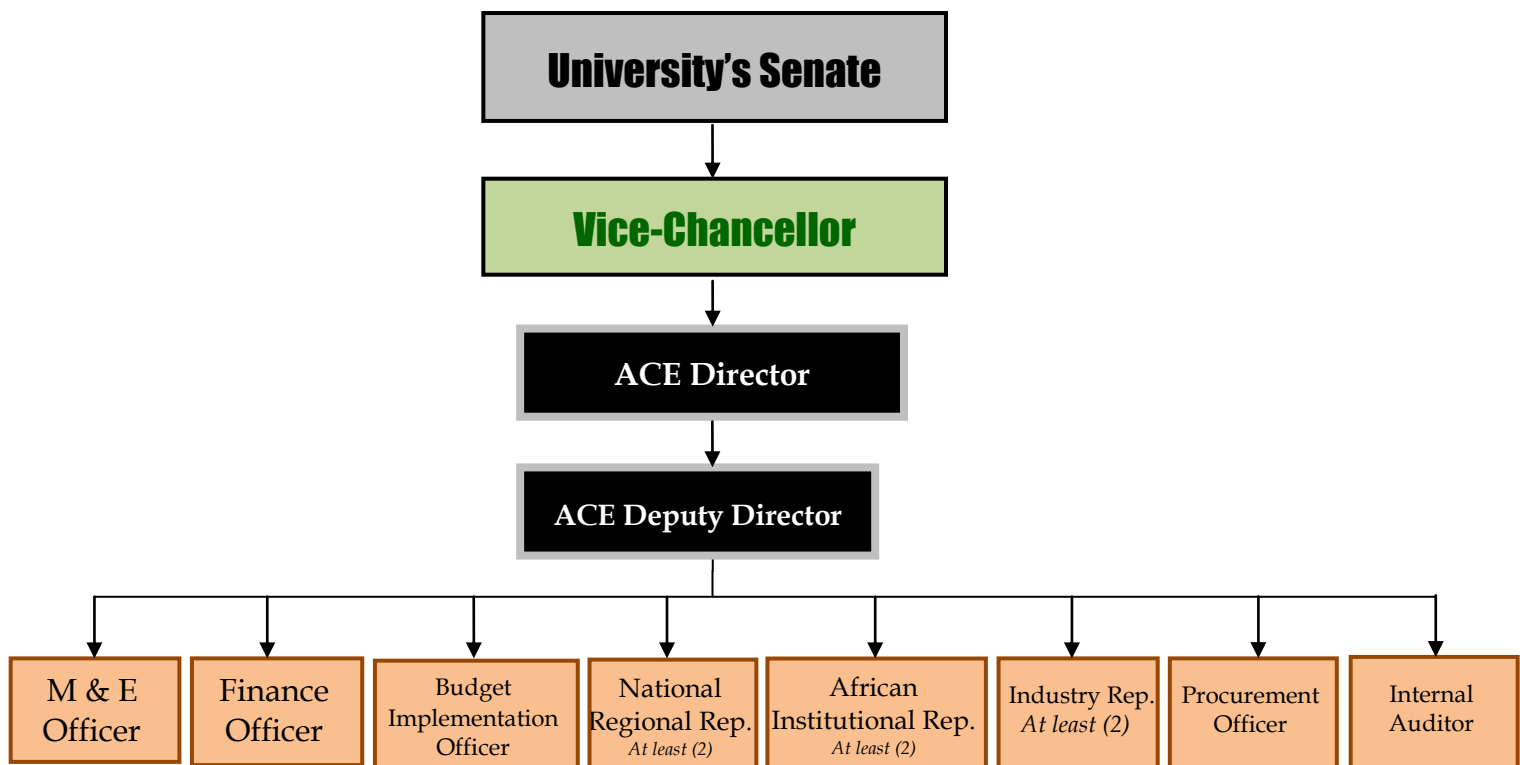 University’s Senate
Vice-Chancellor
ACE Director
ACE Deputy Director
M & E
Officer
Finance
Officer
Budget
Implementation
Officer
National
Regional Rep.
At least (2)
African
Institutional Rep.
At least (2)
Industry Rep.
At least (2)
Procurement
Officer
Internal
Auditor